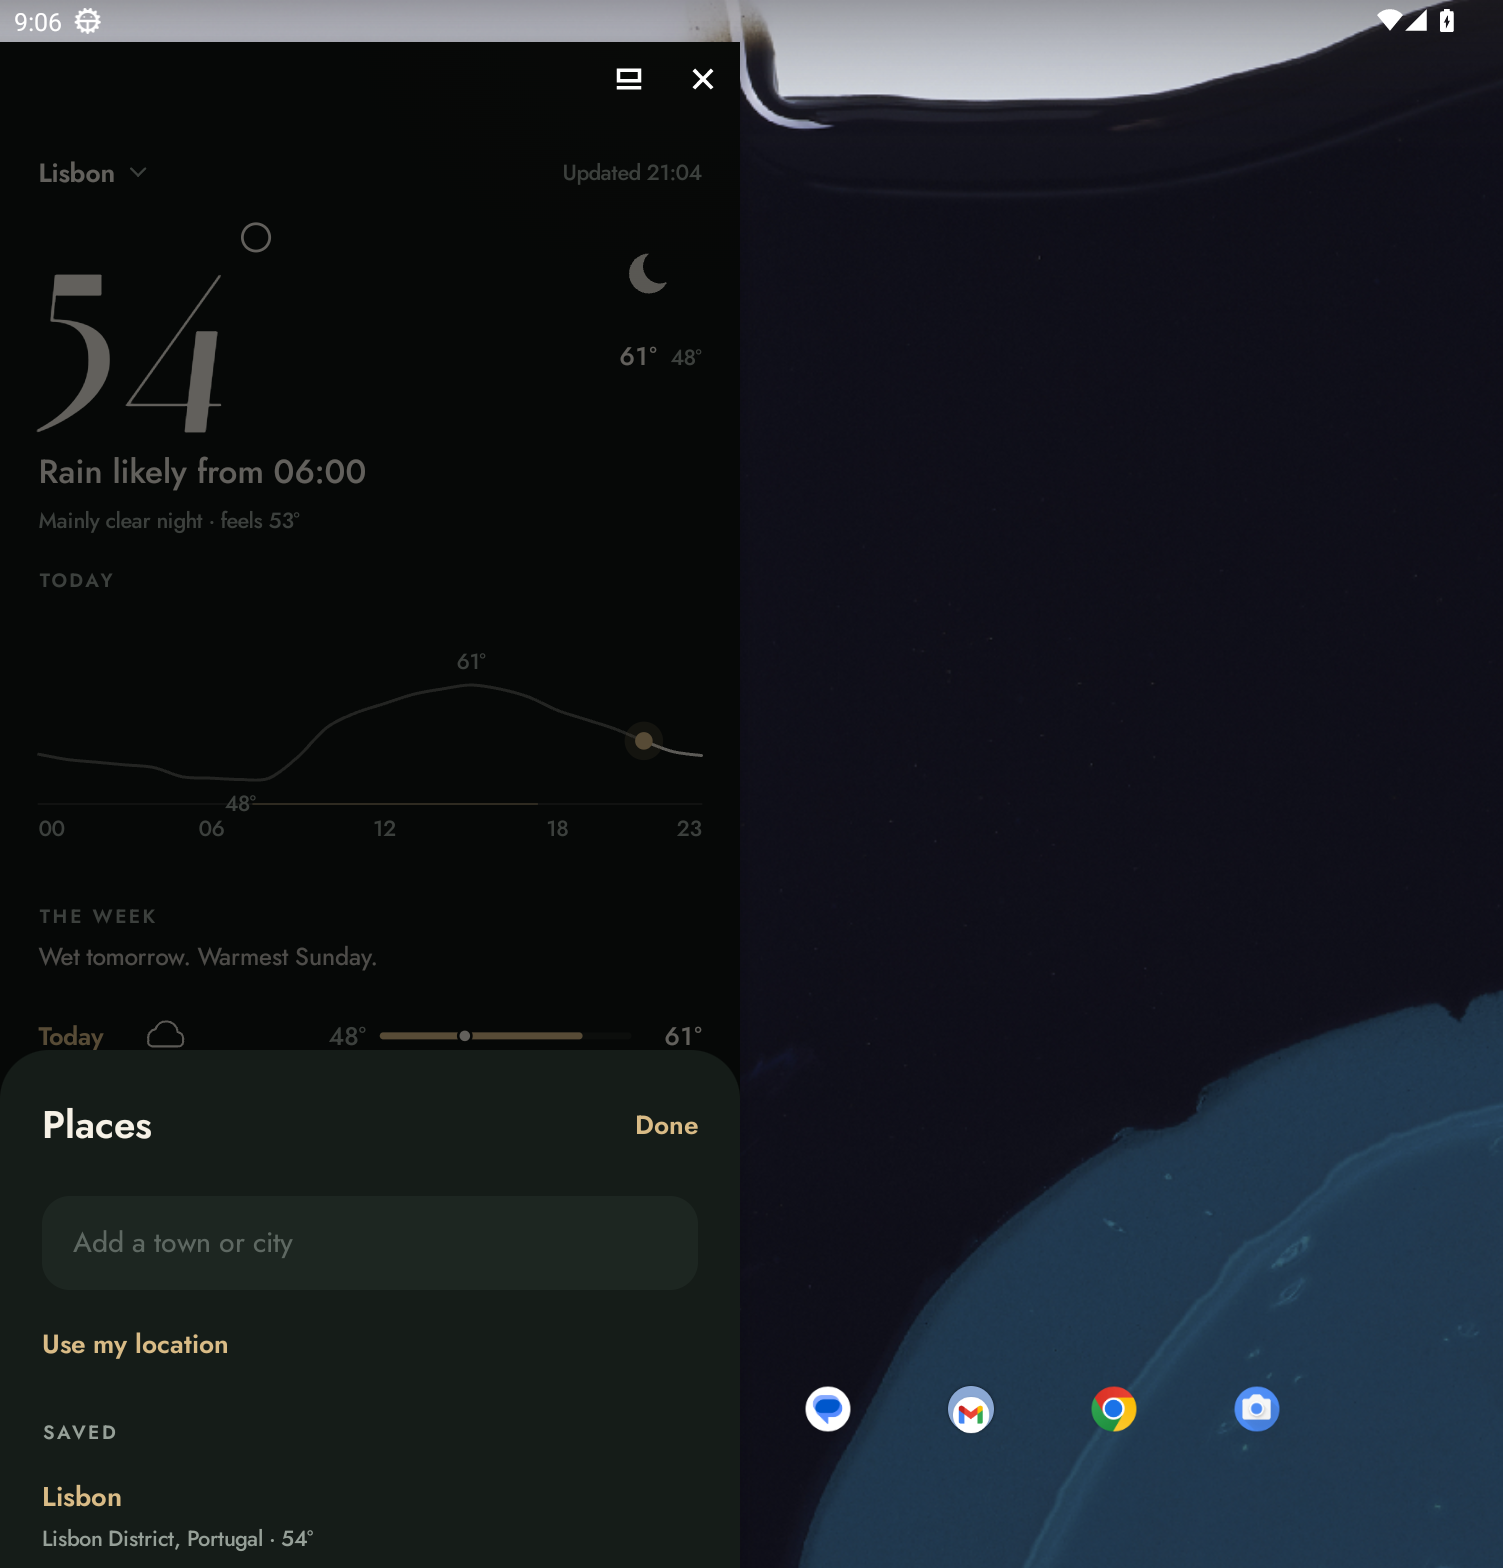 9:06
Lisbon
Updated 21:04
54°
61° 48°
Rain likely from 06:00
Mainly clear night · feels 53°
TODAY
61°
48°
00 06 12 18 23
THE WEEK
Wet tomorrow. Warmest Sunday.
Today 48° 61°
Places
Done
Add a town or city
Use my location
SAVED
Lisbon
Lisbon District, Portugal · 54°